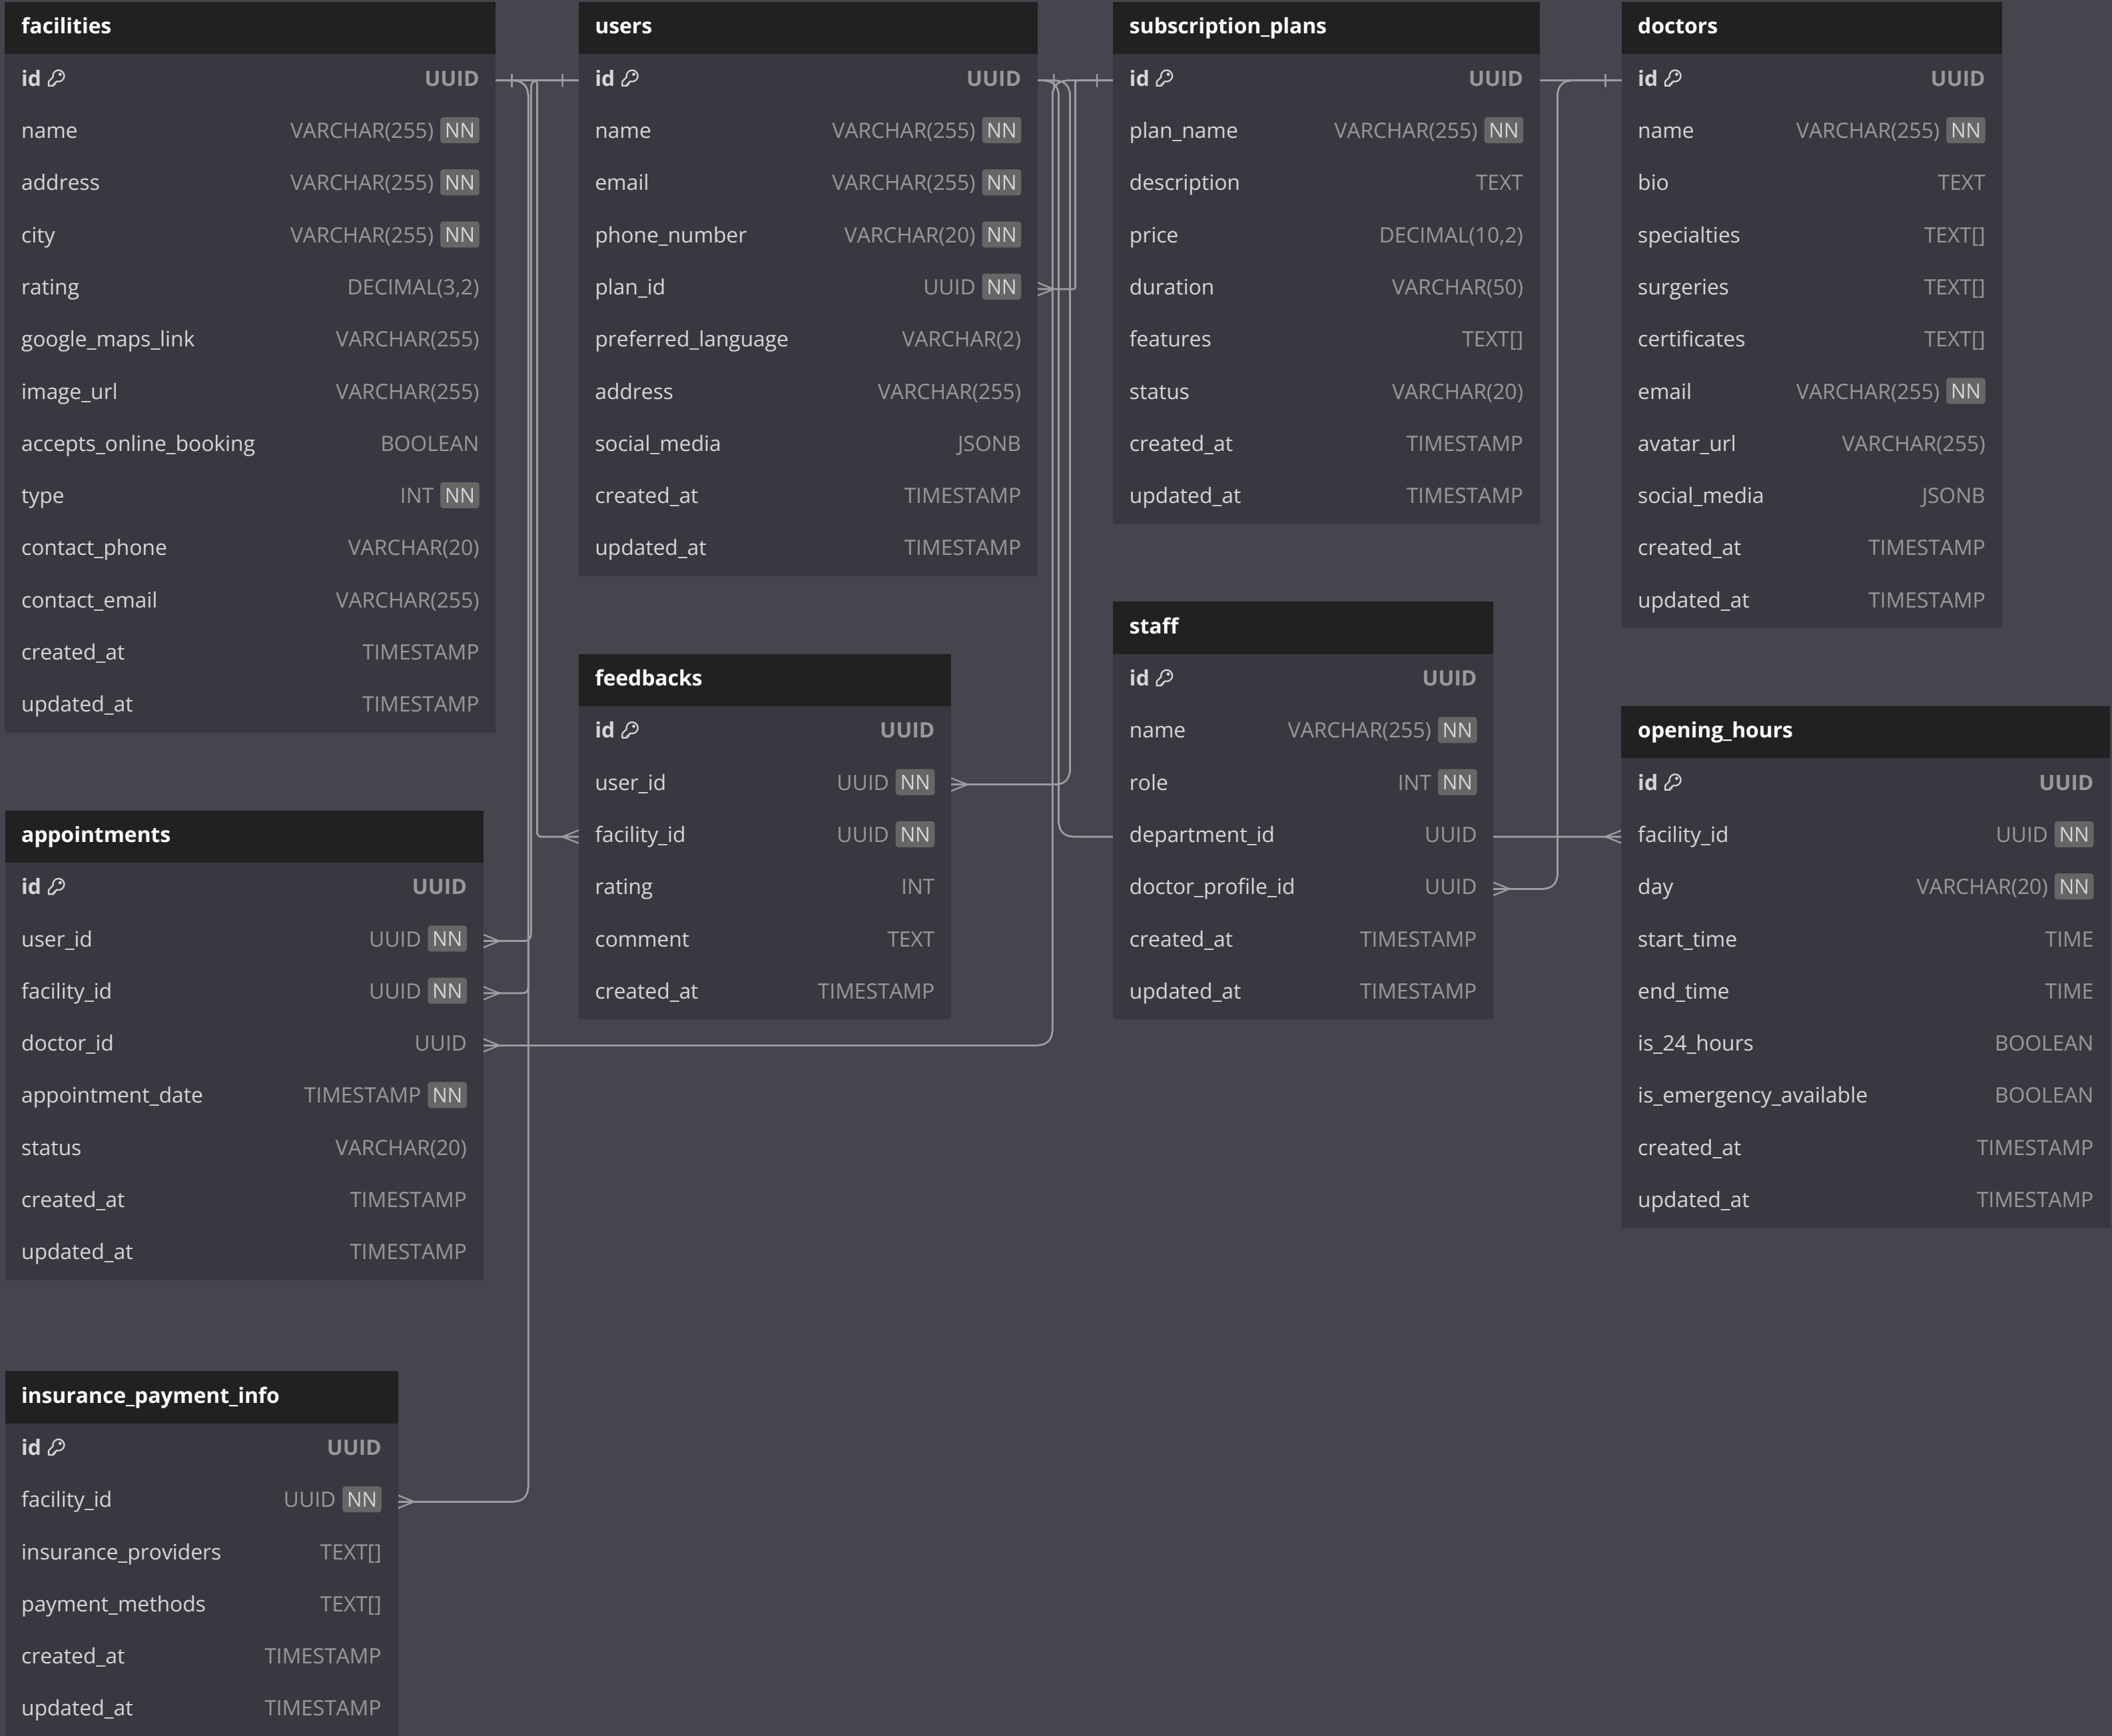 facilities
id UUID
name VARCHAR(255) NN
address VARCHAR(255) NN
city VARCHAR(255) NN
rating DECIMAL(3,2)
google_maps_link VARCHAR(255)
image_url VARCHAR(255)
accepts_online_booking BOOLEAN
type INT NN
contact_phone VARCHAR(20)
contact_email VARCHAR(255)
created_at TIMESTAMP
updated_at TIMESTAMP
users
id UUID
name VARCHAR(255) NN
email VARCHAR(255) NN
phone_number VARCHAR(20) NN
plan_id UUID NN
preferred_language VARCHAR(2)
address VARCHAR(255)
social_media JSONB
created_at TIMESTAMP
updated_at TIMESTAMP
subscription_plans
id UUID
plan_name VARCHAR(255) NN
description TEXT
price DECIMAL(10,2)
duration VARCHAR(50)
features TEXT[]
status VARCHAR(20)
created_at TIMESTAMP
updated_at TIMESTAMP
doctors
id UUID
name VARCHAR(255) NN
bio TEXT
specialties TEXT[]
surgeries TEXT[]
certificates TEXT[]
email VARCHAR(255) NN
avatar_url VARCHAR(255)
social_media JSONB
created_at TIMESTAMP
updated_at TIMESTAMP
feedbacks
id UUID
user_id UUID NN
facility_id UUID NN
rating INT
comment TEXT
created_at TIMESTAMP
staff
id UUID
name VARCHAR(255) NN
role INT NN
department_id UUID
doctor_profile_id UUID
created_at TIMESTAMP
updated_at TIMESTAMP
opening_hours
id UUID
facility_id UUID NN
day VARCHAR(20) NN
start_time TIME
end_time TIME
is_24_hours BOOLEAN
is_emergency_available BOOLEAN
created_at TIMESTAMP
updated_at TIMESTAMP
appointments
id UUID
user_id UUID NN
facility_id UUID NN
doctor_id UUID
appointment_date TIMESTAMP NN
status VARCHAR(20)
created_at TIMESTAMP
updated_at TIMESTAMP
insurance_payment_info
id UUID
facility_id UUID NN
insurance_providers TEXT[]
payment_methods TEXT[]
created_at TIMESTAMP
updated_at TIMESTAMP